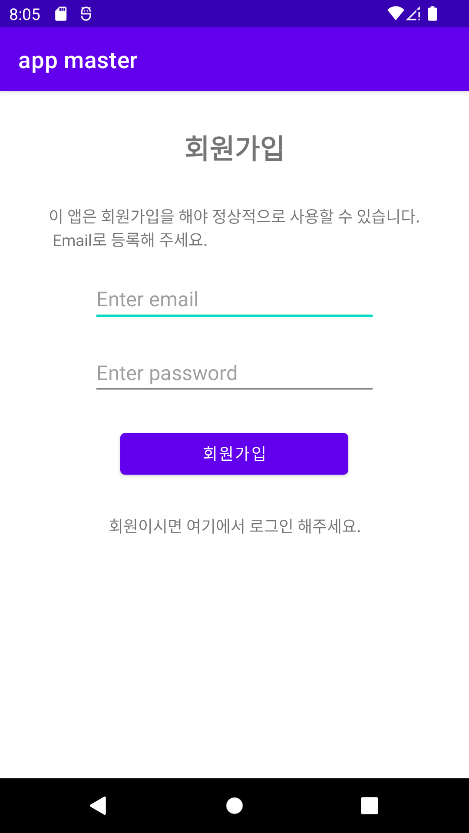 8:05
app master
회원가입
이 앱은 회원가입을 해야 정상적으로 사용할 수 있습니다.
Email로 등록해 주세요.
Enter email
Enter password
회원가입
회원이시면 여기에서 로그인 해주세요.